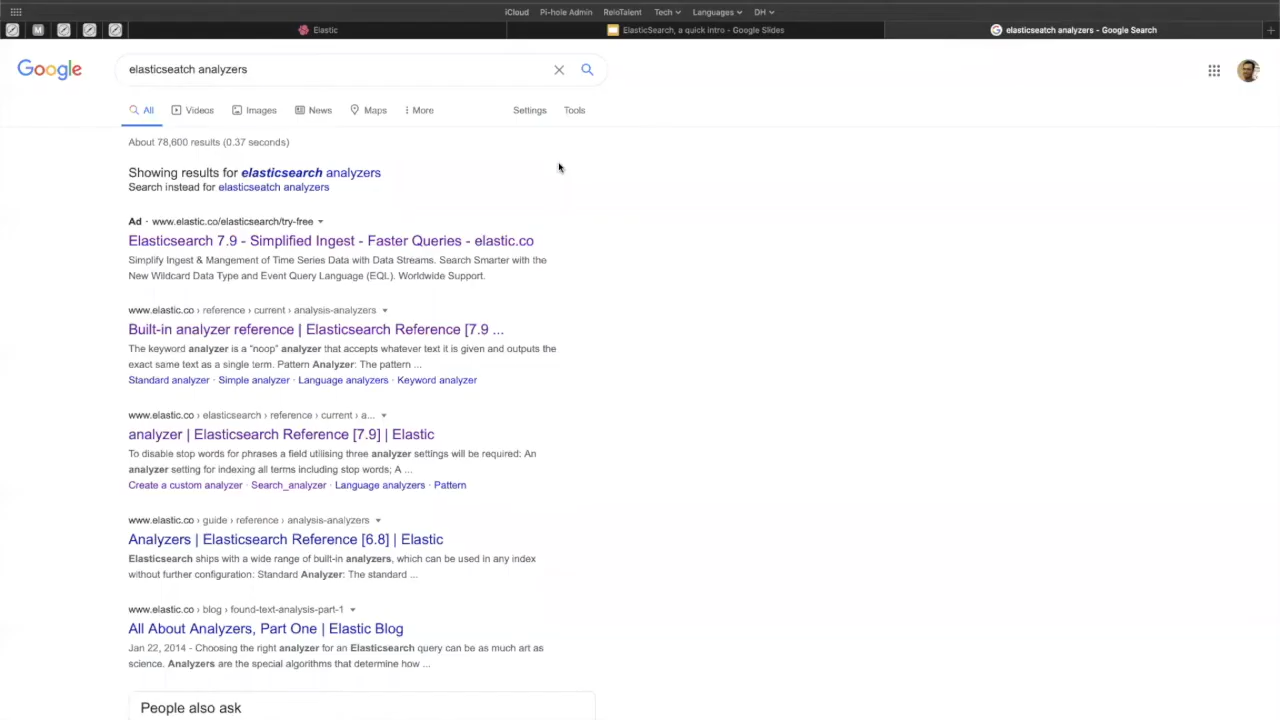 iCloud Pi-hole Admin ReloTalent Tech Languages DH
M Elastic ElasticSearch, a quick intro - Google Slides elasticseatch analyzers - Google Search
Google elasticseatch analyzers
All Videos Images News Maps More Settings Tools
About 78,600 results (0.37 seconds)
Showing results for elasticsearch analyzers
Search instead for elasticseatch analyzers
Ad · www.elastic.co/elasticsearch/try-free
Elasticsearch 7.9 - Simplified Ingest - Faster Queries - elastic.co
Simplify Ingest & Mangement of Time Series Data with Data Streams. Search Smarter with the
New Wildcard Data Type and Event Query Language (EQL). Worldwide Support.
www.elastic.co › reference › current › analysis-analyzers
Built-in analyzer reference | Elasticsearch Reference [7.9 ...
The keyword analyzer is a “noop” analyzer that accepts whatever text it is given and outputs the
exact same text as a single term. Pattern Analyzer: The pattern ...
Standard analyzer · Simple analyzer · Language analyzers · Keyword analyzer
www.elastic.co › elasticsearch › reference › current › a...
analyzer | Elasticsearch Reference [7.9] | Elastic
To disable stop words for phrases a field utilising three analyzer settings will be required: An
analyzer setting for indexing all terms including stop words; A ...
Create a custom analyzer · Search_analyzer · Language analyzers · Pattern
www.elastic.co › guide › reference › analysis-analyzers
Analyzers | Elasticsearch Reference [6.8] | Elastic
Elasticsearch ships with a wide range of built-in analyzers, which can be used in any index
without further configuration: Standard Analyzer: The standard ...
www.elastic.co › blog › found-text-analysis-part-1
All About Analyzers, Part One | Elastic Blog
Jan 22, 2014 - Choosing the right analyzer for an Elasticsearch query can be as much art as
science. Analyzers are the special algorithms that determine how ...
People also ask